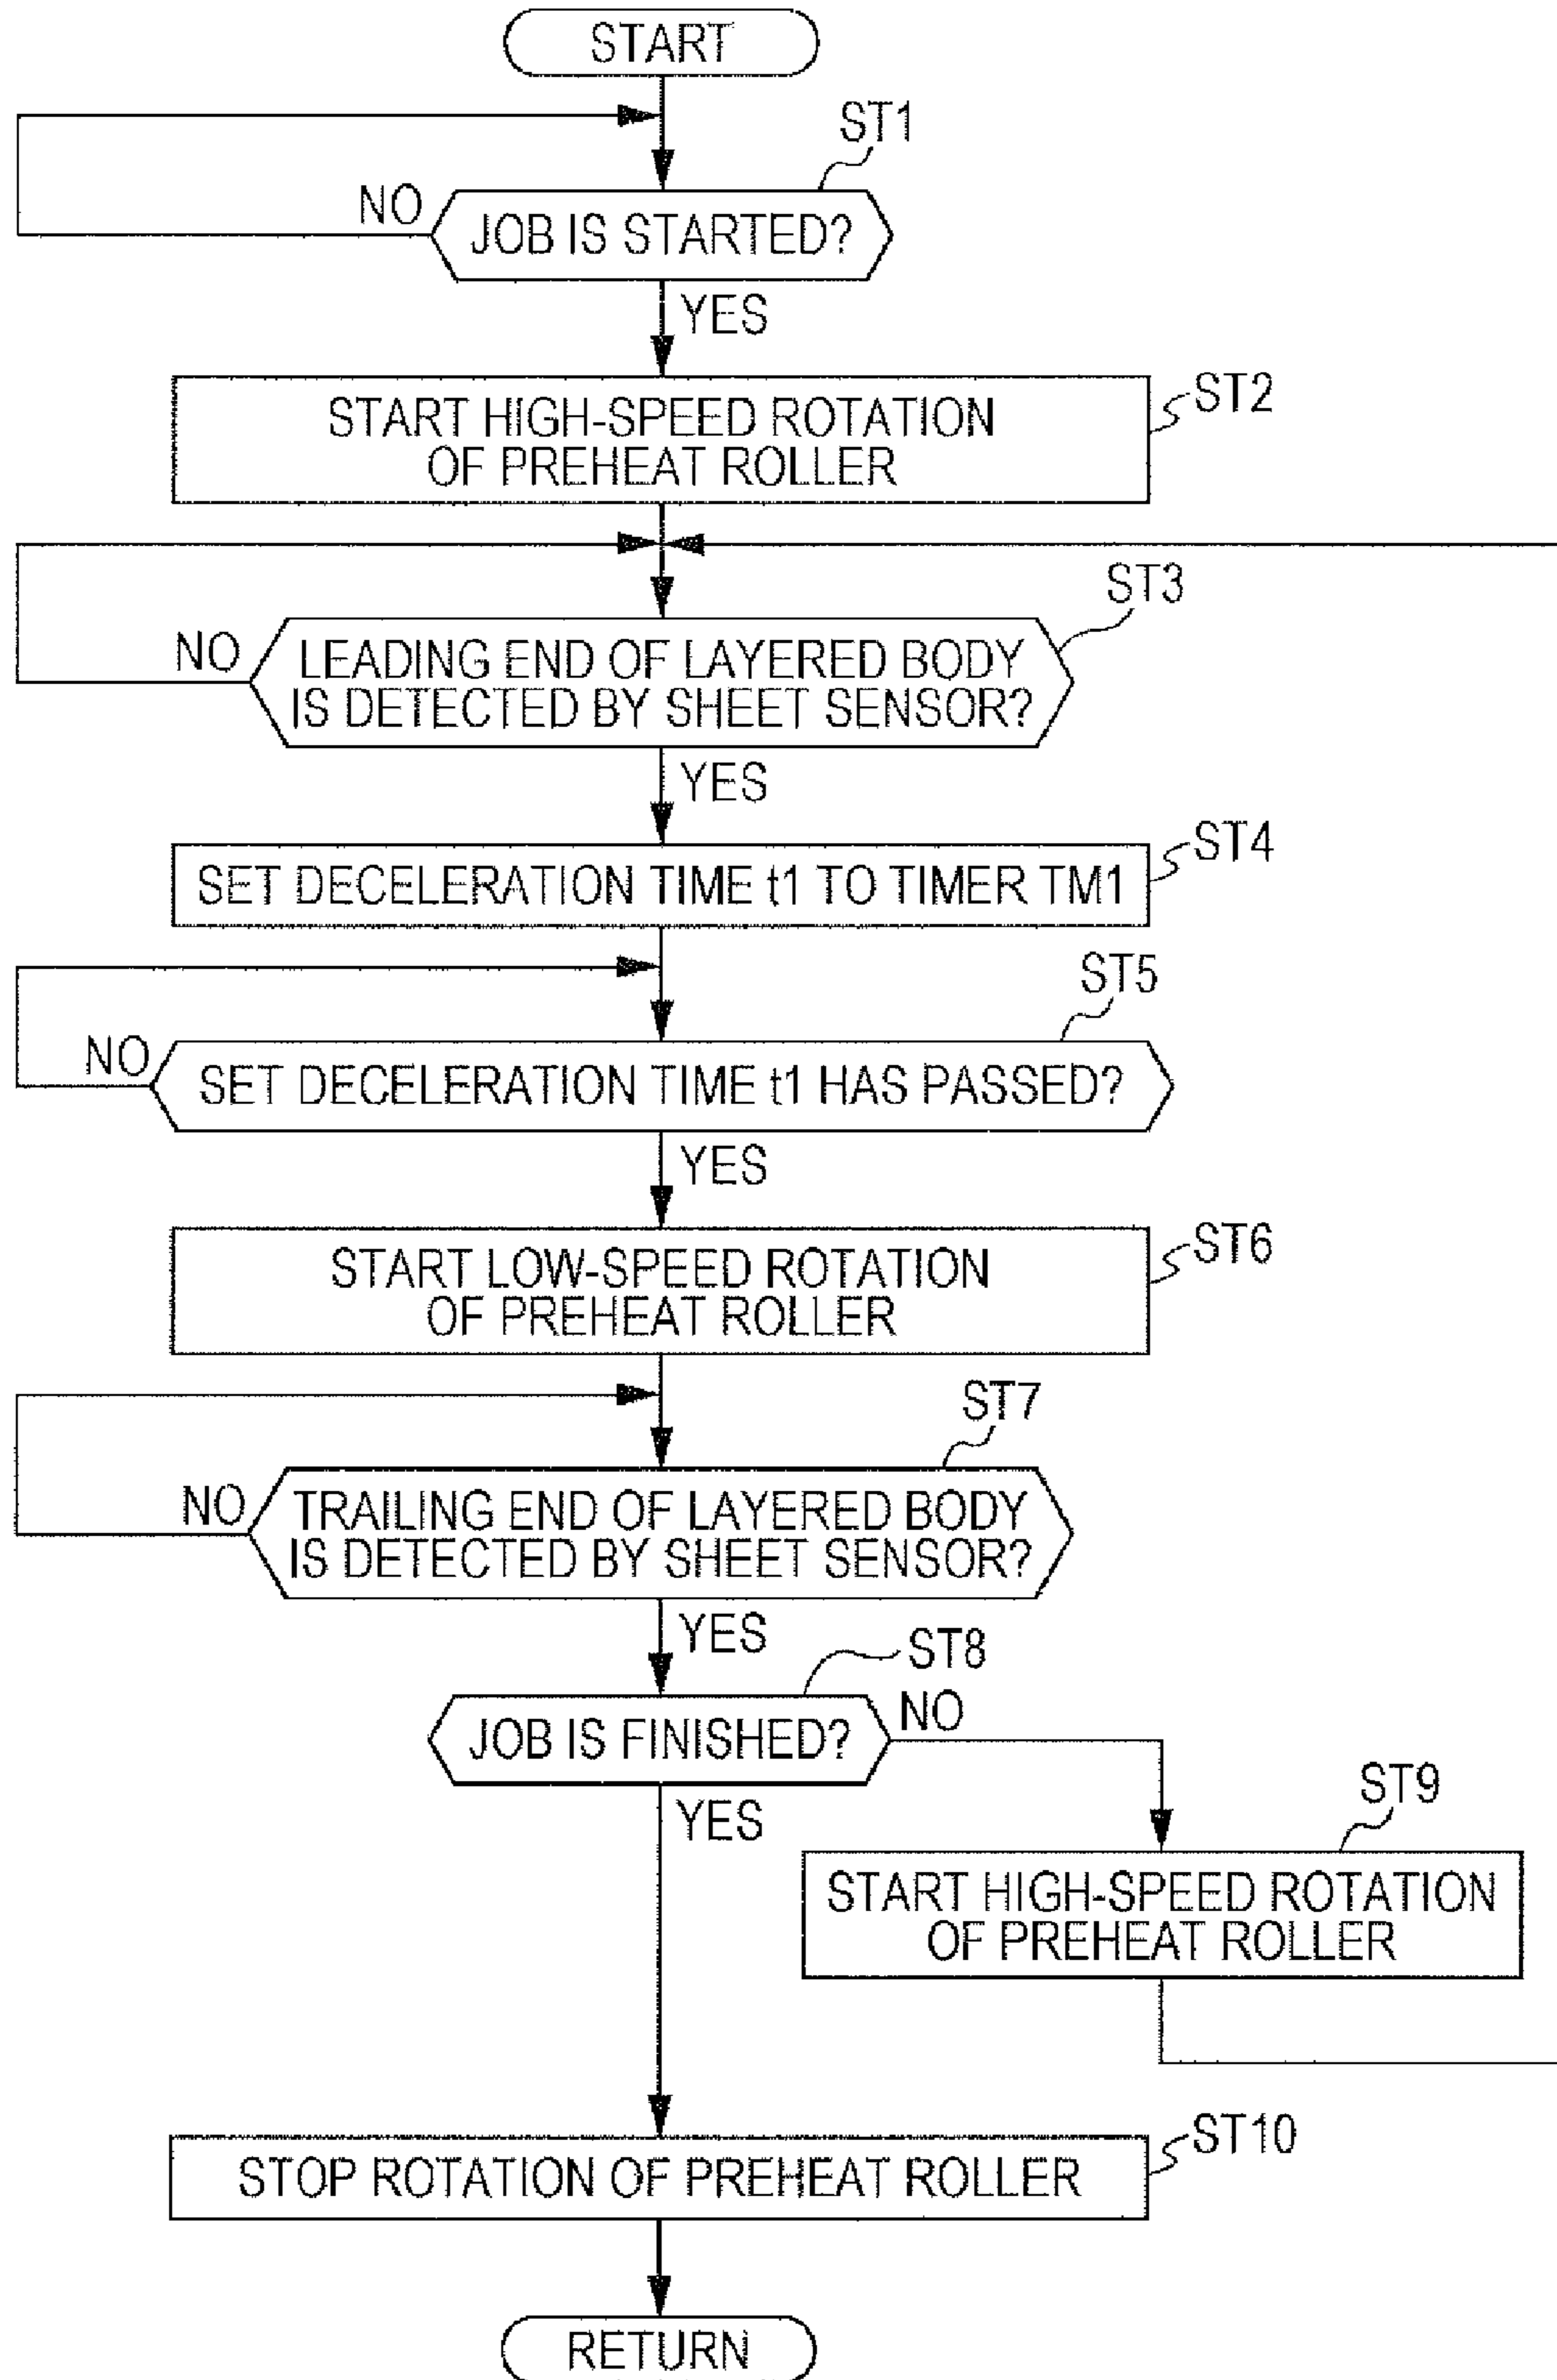 START
ST1
NO
JOB IS STARTED?
YES
ST2
START HIGH-SPEED ROTATION
OF PREHEAT ROLLER
ST3
NO
LEADING END OF LAYERED BODY
IS DETECTED BY SHEET SENSOR?
YES
ST4
SET DECELERATION TIME t1 TO TIMER TM1
ST5
NO
SET DECELERATION TIME t1 HAS PASSED?
YES
ST6
START LOW-SPEED ROTATION
OF PREHEAT ROLLER
ST7
NO
TRAILING END OF LAYERED BODY
IS DETECTED BY SHEET SENSOR?
YES
ST8
JOB IS FINISHED?
NO
YES
ST9
START HIGH-SPEED ROTATION
OF PREHEAT ROLLER
ST10
STOP ROTATION OF PREHEAT ROLLER
RETURN